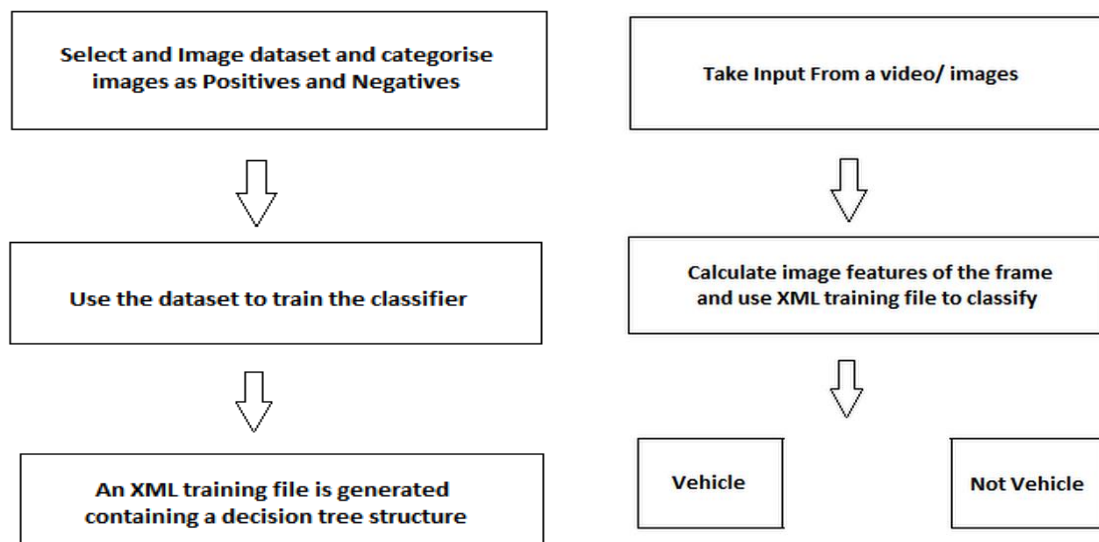 Select and Image dataset and categorise
images as Positives and Negatives
Use the dataset to train the classifier
An XML training file is generated
containing a decision tree structure
Take Input From a video/ images
Calculate image features of the frame
and use XML training file to classify
Vehicle
Not Vehicle